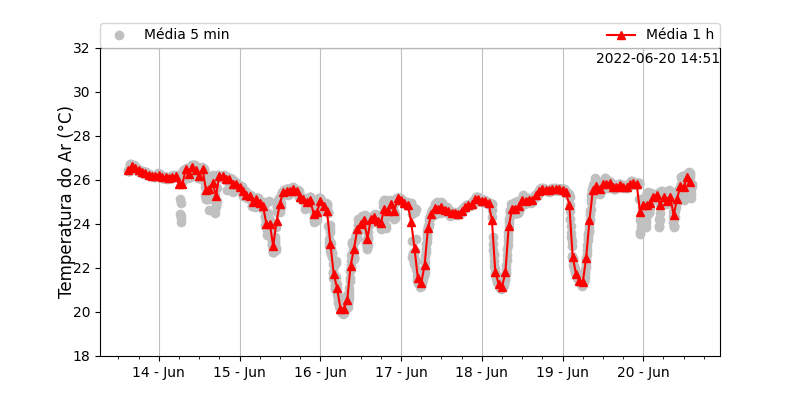 Média 5 min
Média 1 h
2022-06-20 14:51
Temperatura do Ar (°C)
32
30
28
26
24
22
20
18
14 - Jun
15 - Jun
16 - Jun
17 - Jun
18 - Jun
19 - Jun
20 - Jun